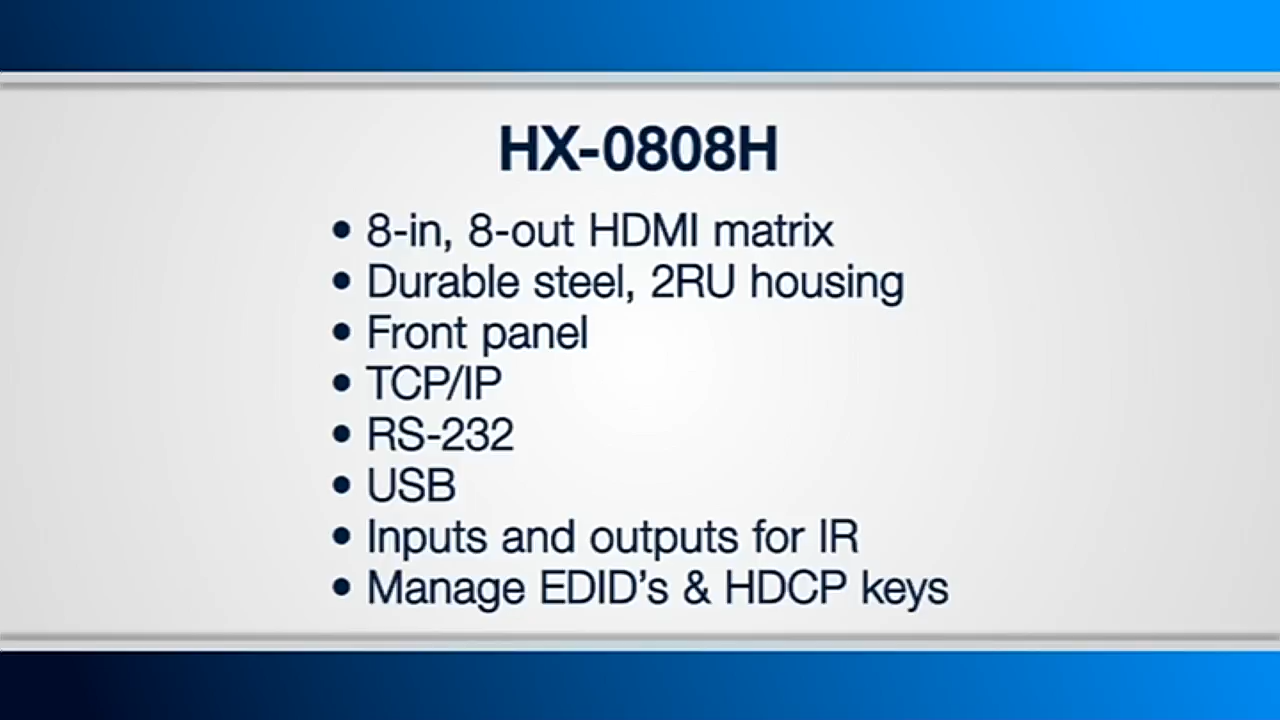 HX-0808H
• 8-in, 8-out HDMI matrix
• Durable steel, 2RU housing
• Front panel
• TCP/IP
• RS-232
• USB
• Inputs and outputs for IR
• Manage EDID’s & HDCP keys